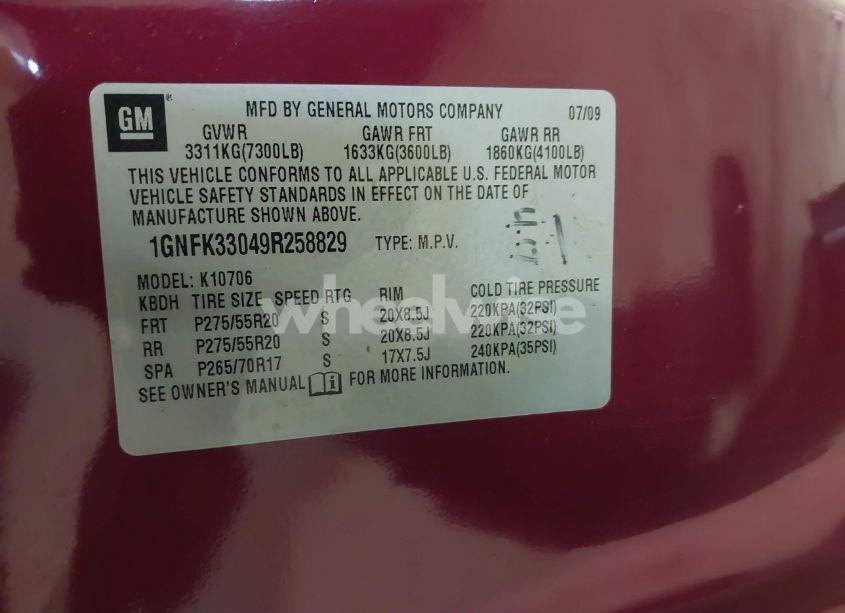 GM
MFD BY GENERAL MOTORS COMPANY 07/09
GVWR GAWR FRT GAWR RR
3311KG(7300LB) 1633KG(3600LB) 1860KG(4100LB)
THIS VEHICLE CONFORMS TO ALL APPLICABLE U.S. FEDERAL MOTOR
VEHICLE SAFETY STANDARDS IN EFFECT ON THE DATE OF
MANUFACTURE SHOWN ABOVE.
1GNFK33049R258829 TYPE: M.P.V.
MODEL: K10706
KBDH TIRE SIZE SPEED RTG RIM COLD TIRE PRESSURE
FRT P275/55R20 S 20X8.5J 220KPA(32PSI)
RR P275/55R20 S 20X8.5J 220KPA(32PSI)
SPA P265/70R17 S 17X7.5J 240KPA(35PSI)
SEE OWNER'S MANUAL FOR MORE INFORMATION.